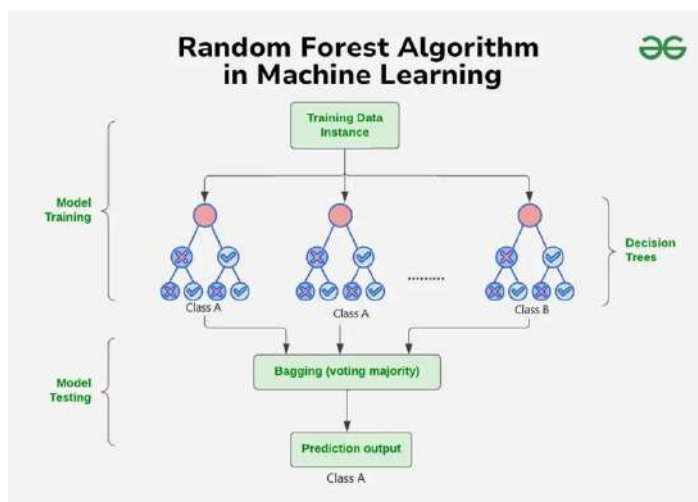 Random Forest Algorithm
in Machine Learning
Training Data
Instance
Model
Training
Decision
Trees
.........
Class A
Class A
Class B
Bagging (voting majority)
Model
Testing
Prediction output
Class A